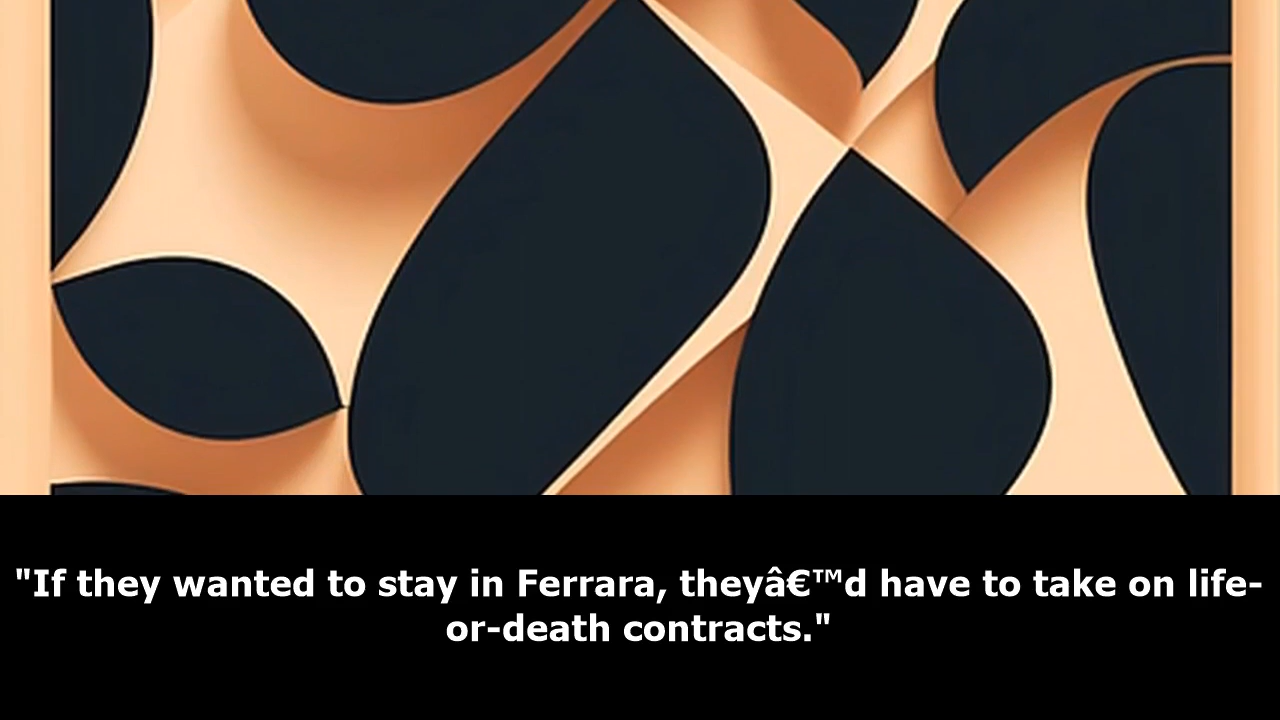 "If they wanted to stay in Ferrara, theyâ€™d have to take on life-
or-death contracts."